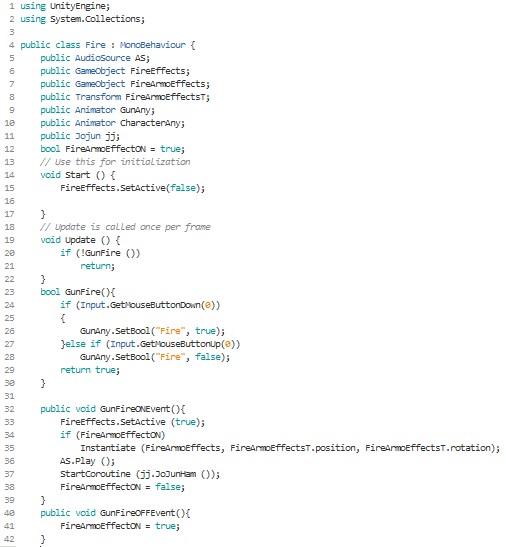 1 using UnityEngine;
2 using System.Collections;
3
4 public class Fire : MonoBehaviour {
5     public AudioSource AS;
6     public GameObject FireEffects;
7     public GameObject FireArmoEffects;
8     public Transform FireArmoEffectsT;
9     public Animator GunAny;
10     public Animator CharacterAny;
11     public Jojun jj;
12     bool FireArmoEffectON = true;
13     // Use this for initialization
14     void Start () {
15         FireEffects.SetActive(false);
16
17     }
18     // Update is called once per frame
19     void Update () {
20         if (!GunFire ())
21             return;
22     }
23     bool GunFire(){
24         if (Input.GetMouseButtonDown(0))
25         {
26             GunAny.SetBool("Fire", true);
27         }else if (Input.GetMouseButtonUp(0))
28             GunAny.SetBool("Fire", false);
29         return true;
30     }
31
32     public void GunFireONEvent(){
33         FireEffects.SetActive (true);
34         if (FireArmoEffectON)
35             Instantiate (FireArmoEffects, FireArmoEffectsT.position, FireArmoEffectsT.rotation);
36         AS.Play ();
37         StartCoroutine (jj.JoJunHam ());
38         FireArmoEffectON = false;
39     }
40     public void GunFireOFFEvent(){
41         FireArmoEffectON = true;
42     }